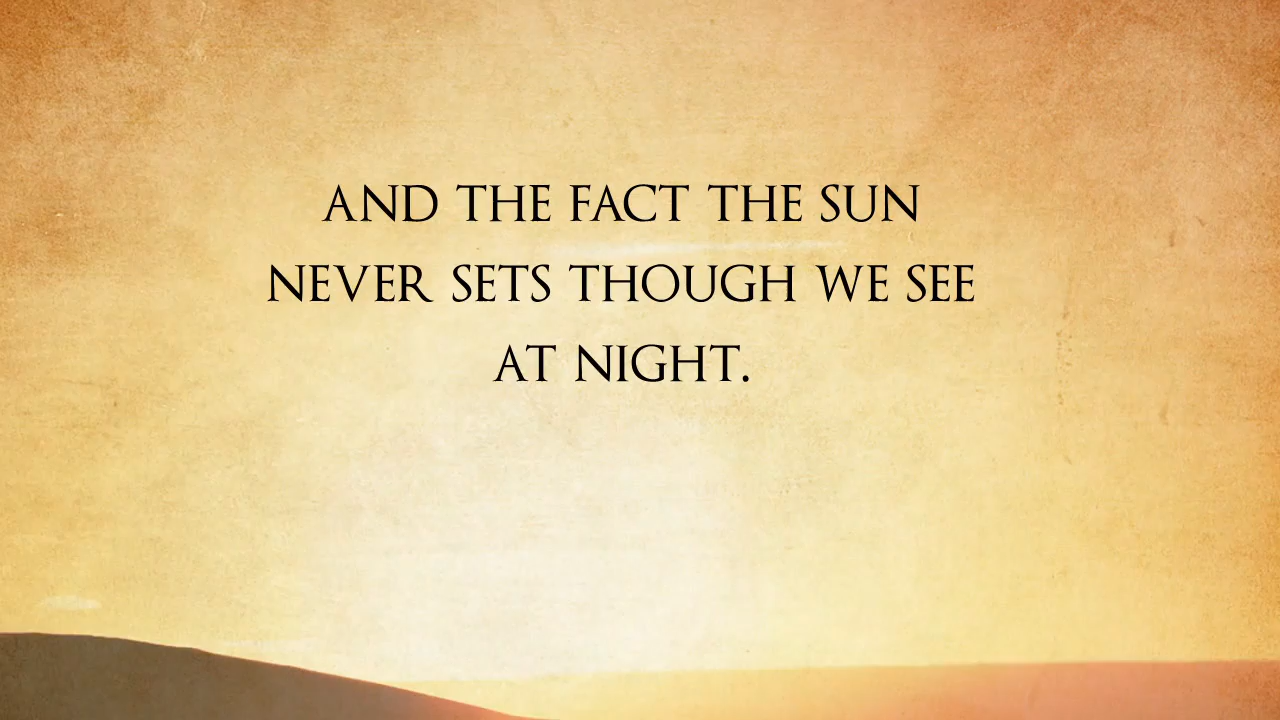 AND THE FACT THE SUN
NEVER SETS THOUGH WE SEE
AT NIGHT.